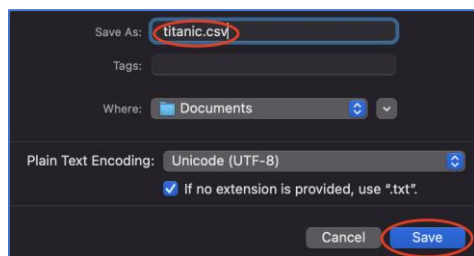 Save As: titanic.csv
Tags:
Where: Documents
Plain Text Encoding: Unicode (UTF-8)
If no extension is provided, use ".txt".
Cancel Save